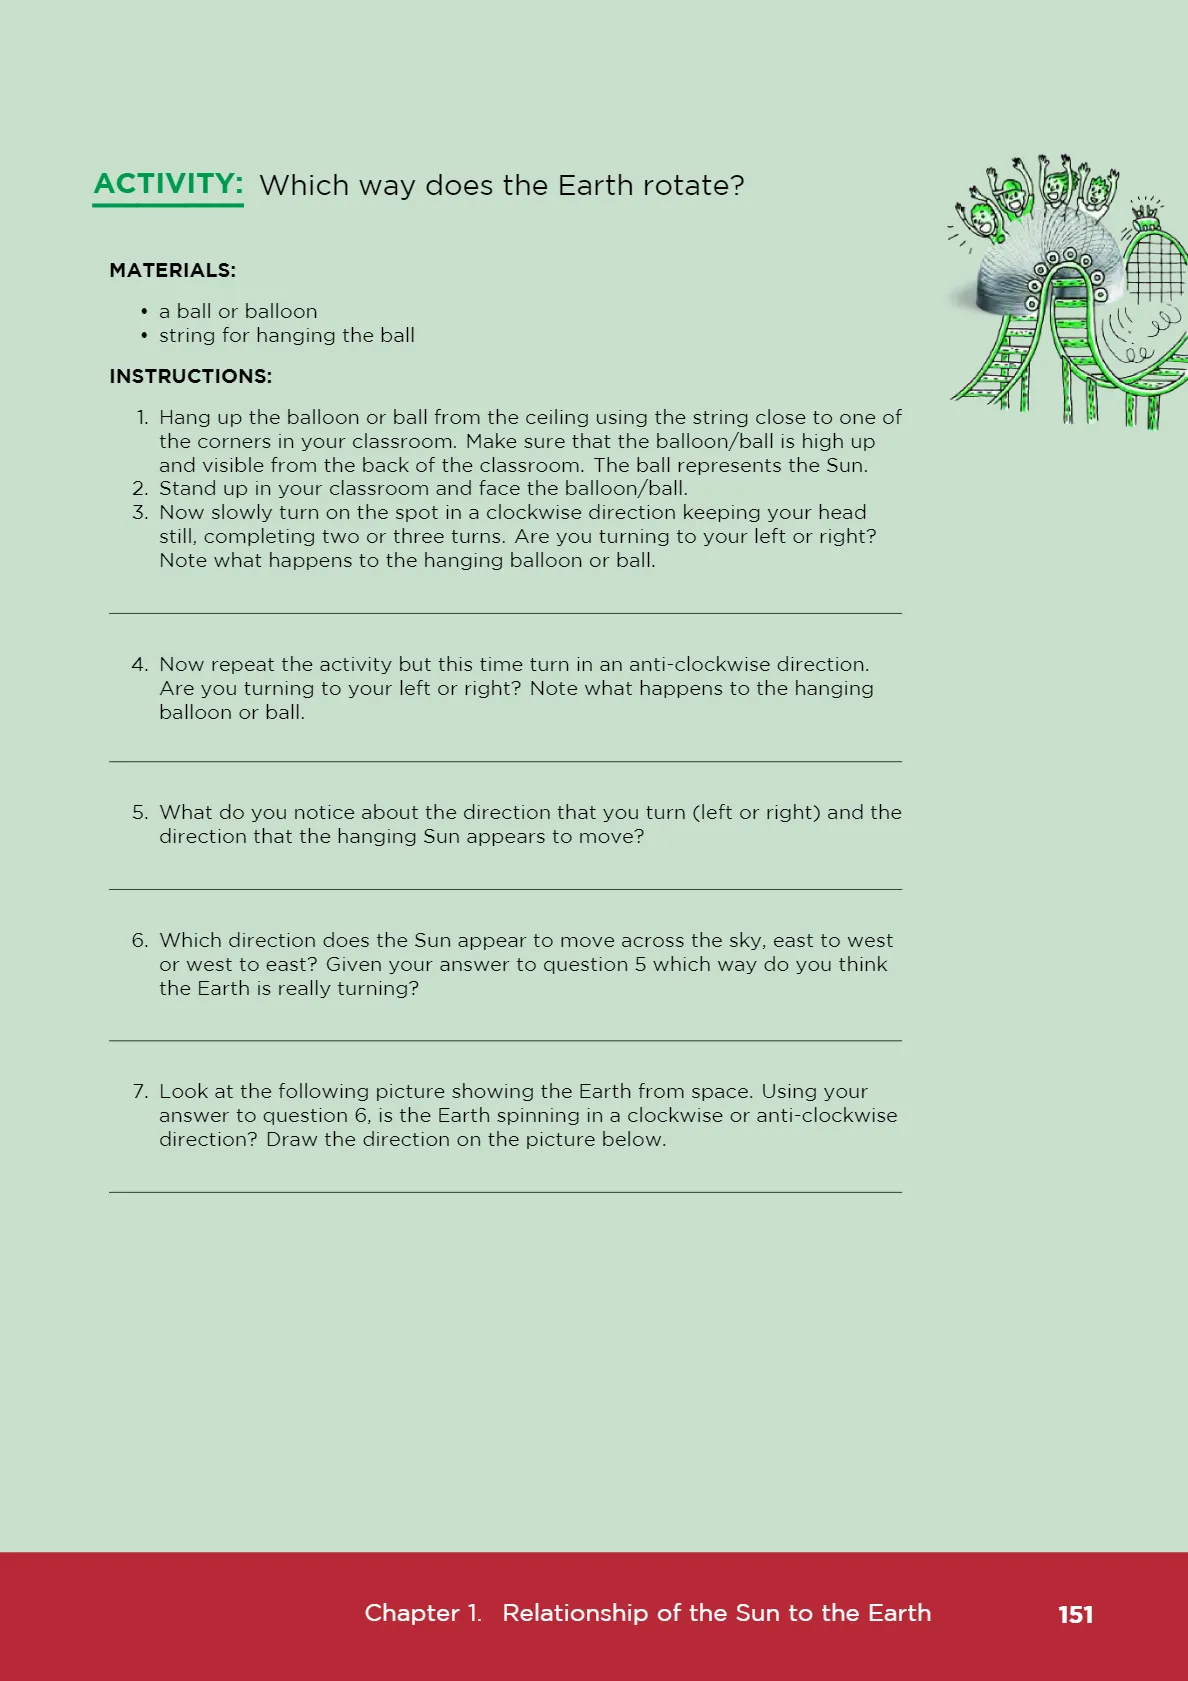 ACTIVITY: Which way does the Earth rotate?
MATERIALS:
• a ball or balloon
• string for hanging the ball
INSTRUCTIONS:
1. Hang up the balloon or ball from the ceiling using the string close to one of
the corners in your classroom. Make sure that the balloon/ball is high up
and visible from the back of the classroom. The ball represents the Sun.
2. Stand up in your classroom and face the balloon/ball.
3. Now slowly turn on the spot in a clockwise direction keeping your head
still, completing two or three turns. Are you turning to your left or right?
Note what happens to the hanging balloon or ball.
4. Now repeat the activity but this time turn in an anti-clockwise direction.
Are you turning to your left or right? Note what happens to the hanging
balloon or ball.
5. What do you notice about the direction that you turn (left or right) and the
direction that the hanging Sun appears to move?
6. Which direction does the Sun appear to move across the sky, east to west
or west to east? Given your answer to question 5 which way do you think
the Earth is really turning?
7. Look at the following picture showing the Earth from space. Using your
answer to question 6, is the Earth spinning in a clockwise or anti-clockwise
direction? Draw the direction on the picture below.
Chapter 1. Relationship of the Sun to the Earth 151